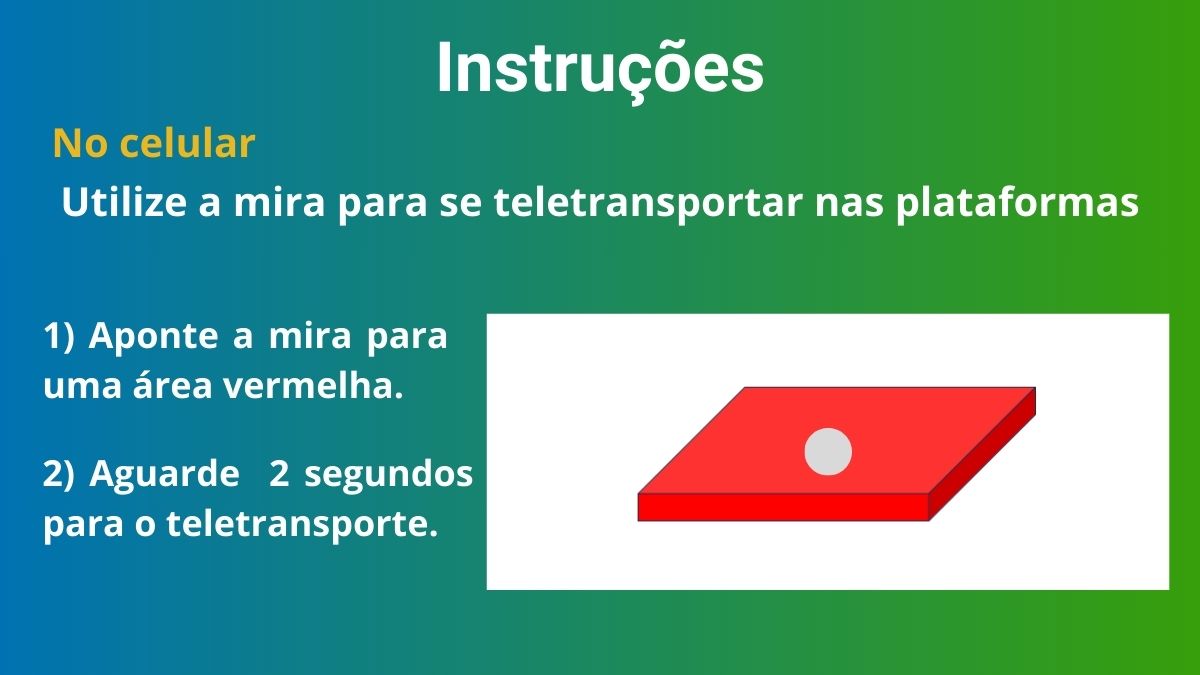 Instruções
No celular
Utilize a mira para se teletransportar nas plataformas
1) Aponte a mira para
uma área vermelha.
2) Aguarde 2 segundos
para o teletransporte.